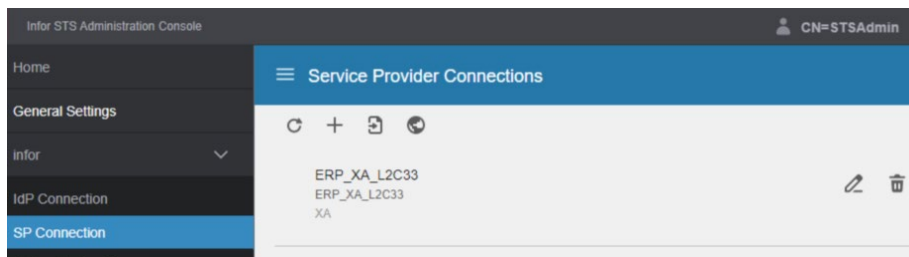 Infor STS Administration Console
CN=STSAdmin
Home
Service Provider Connections
General Settings
infor
ERP_XA_L2C33
ERP_XA_L2C33
XA
IdP Connection
SP Connection